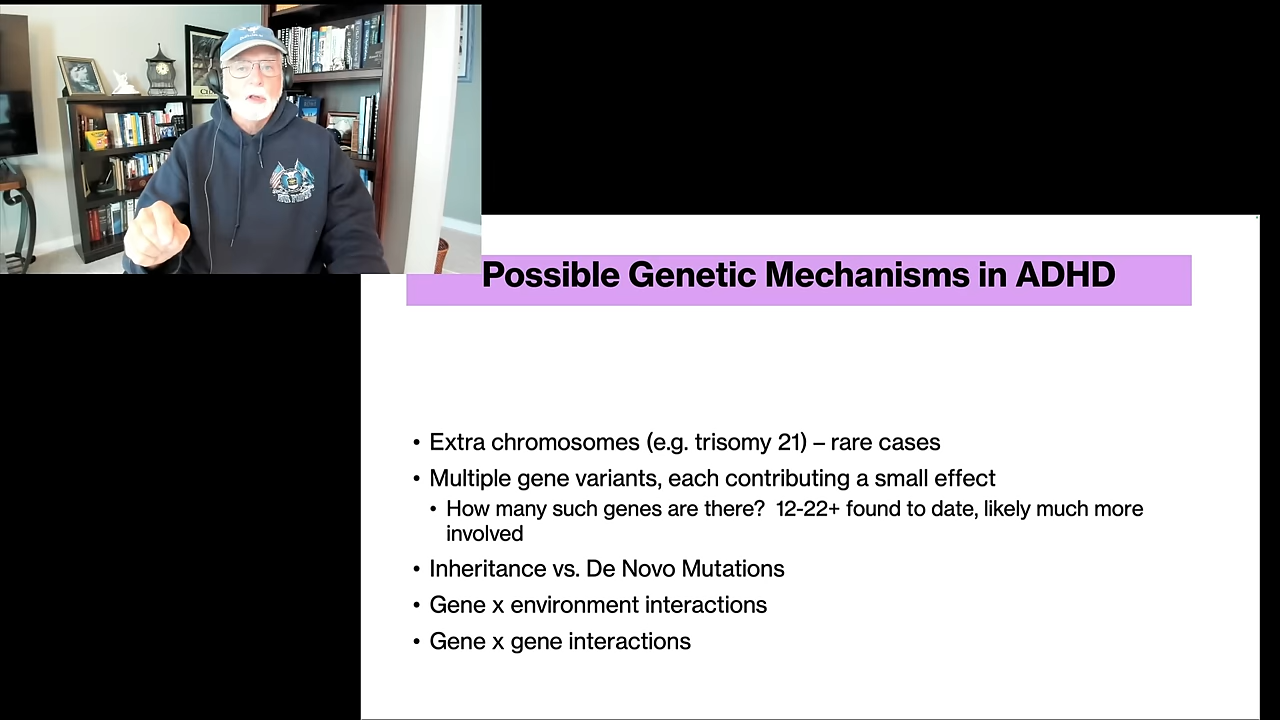 Possible Genetic Mechanisms in ADHD
• Extra chromosomes (e.g. trisomy 21) – rare cases
• Multiple gene variants, each contributing a small effect
• How many such genes are there?  12-22+ found to date, likely much more
involved
• Inheritance vs. De Novo Mutations
• Gene x environment interactions
• Gene x gene interactions